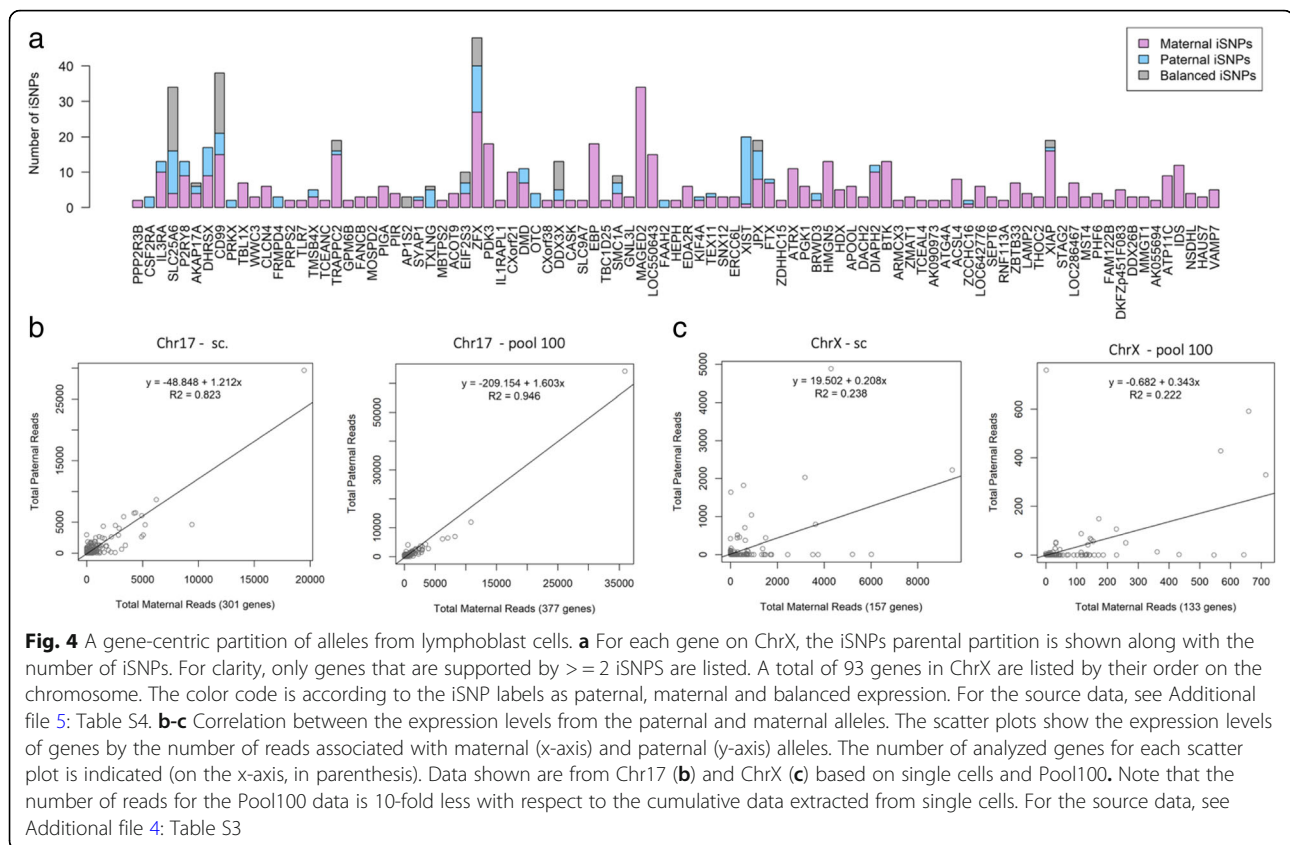 a
Maternal iSNPs
Paternal iSNPs
Balanced iSNPs
Number of iSNPs
40
30
20
10
0
PPP2R3B
CSF2RA
IL3RA
SLC25A6
P2RY8
AKAP17A
DHRSX
CD99
PRKX
TBL1X
WWC3
CLCN4
FRMPD4
PRPS2
TLR7
TMSB4X
TCEANC
TRAPPC2
GPM6B
FANCB
MOSPD2
PIGA
PIR
AP1S2
SYAP1
TXLNG
MBTPS2
ACOT9
EIF2S3
ZFX
PDK3
IL1RAPL1
CXorf21
DMD
OTC
CXorf38
DDX3X
CASK
SLC9A7
EBP
TBC1D25
SMC1A
GNL3L
MAGED2
LOC550643
FAAH2
HEPH
EDA2R
KIF4A
TEX11
SNX12
ERCC6L
XIST
JPX
FTX
ZDHHC15
BRWD3
ATRX
PGK1
HMGN5
HDX
APOOL
DACH2
DIAPH2
BTK
ARMCX4
ZMAT1
TCEAL4
AK090973
ATG4A
ACSL4
ZCCHC16
LOC642776
SEPT6
RNF113A
ZBTB33
LAMP2
THOC2
XIAP
STAG2
LOC286467
MST4
PHF6
FAM122B
DKFZp451F083
DDX26B
MMGT1
AK055694
ATP11C
IDS
NSDHL
HAUS7
VAMP7
b
Chr17 - sc.
y = -48.848 + 1.212x
R2 = 0.823
Total Paternal Reads
0 5000 15000 25000
0 5000 10000 15000 20000
Total Maternal Reads (301 genes)
Chr17 - pool 100
y = -209.154 + 1.603x
R2 = 0.946
Total Paternal Reads
0 10000 30000 50000
0 5000 15000 25000 35000
Total Maternal Reads (377 genes)
c
ChrX - sc
y = 19.502 + 0.208x
R2 = 0.238
Total Paternal Reads
0 1000 2000 3000 4000 5000
0 2000 4000 6000 8000
Total Maternal Reads (157 genes)
ChrX - pool 100
y = -0.682 + 0.343x
R2 = 0.222
Total Paternal Reads
0 200 400 600
0 100 200 300 400 500 600 700
Total Maternal Reads (133 genes)
Fig. 4 A gene-centric partition of alleles from lymphoblast cells. a For each gene on ChrX, the iSNPs parental partition is shown along with the
number of iSNPs. For clarity, only genes that are supported by > = 2 iSNPS are listed. A total of 93 genes in ChrX are listed by their order on the
chromosome. The color code is according to the iSNP labels as paternal, maternal and balanced expression. For the source data, see Additional
file 5: Table S4. b-c Correlation between the expression levels from the paternal and maternal alleles. The scatter plots show the expression levels
of genes by the number of reads associated with maternal (x-axis) and paternal (y-axis) alleles. The number of analyzed genes for each scatter
plot is indicated (on the x-axis, in parenthesis). Data shown are from Chr17 (b) and ChrX (c) based on single cells and Pool100. Note that the
number of reads for the Pool100 data is 10-fold less with respect to the cumulative data extracted from single cells. For the source data, see
Additional file 4: Table S3